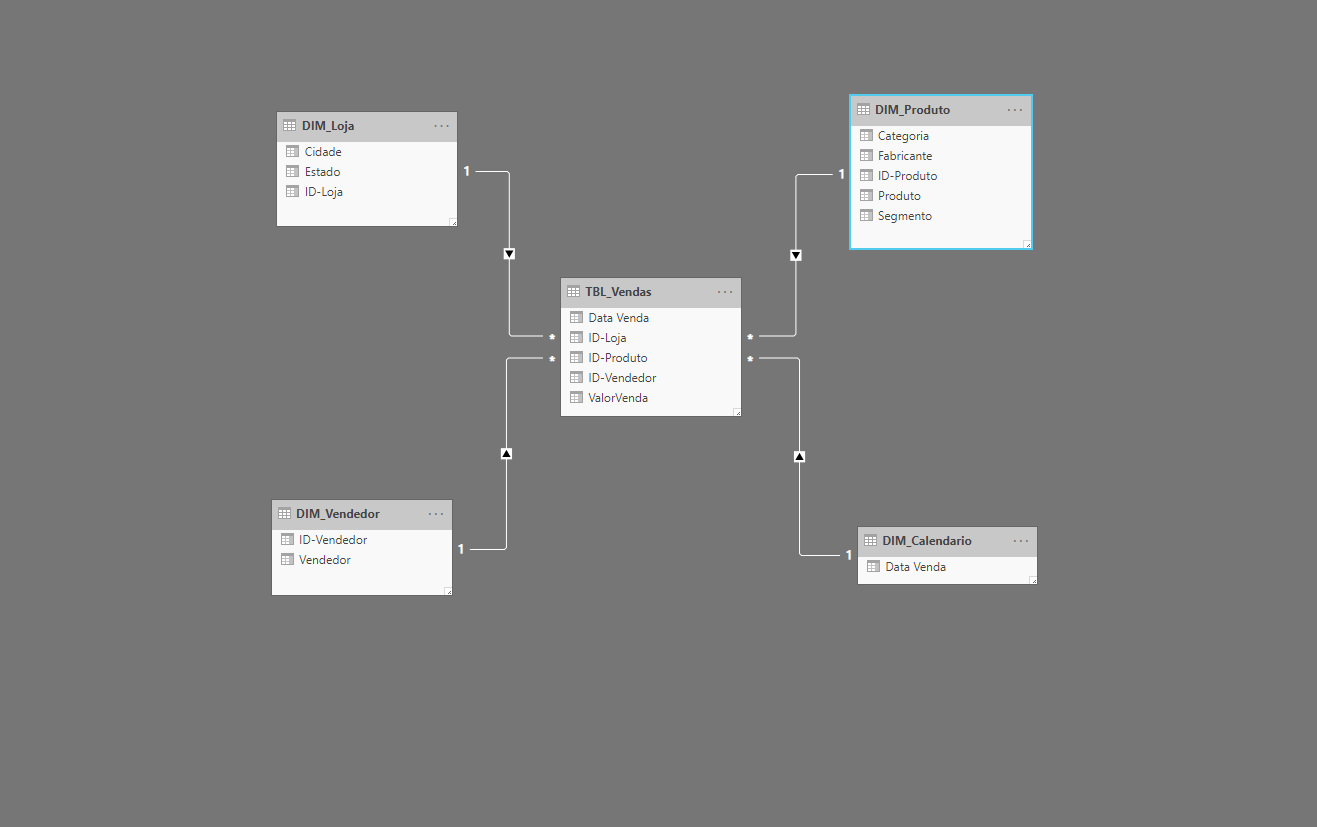 DIM_Loja ...
Cidade
Estado
ID-Loja
1
DIM_Produto ...
Categoria
Fabricante
ID-Produto
Produto
Segmento
1
TBL_Vendas ...
Data Venda
ID-Loja
ID-Produto
ID-Vendedor
ValorVenda
* *
* *
DIM_Vendedor ...
ID-Vendedor
Vendedor
1
DIM_Calendario ...
Data Venda
1